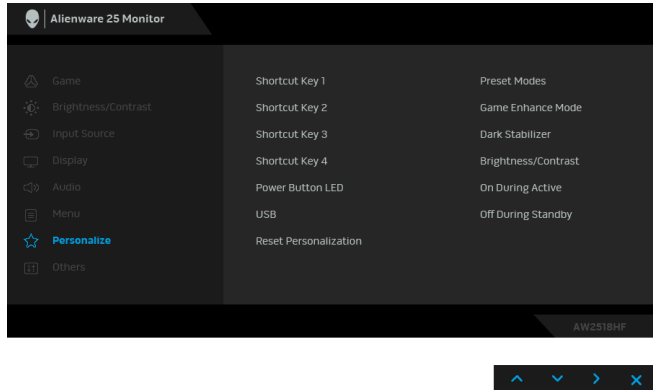 Alienware 25 Monitor
Game
Shortcut Key 1 Preset Modes
Brightness/Contrast
Shortcut Key 2 Game Enhance Mode
Input Source
Shortcut Key 3 Dark Stabilizer
Display
Shortcut Key 4 Brightness/Contrast
Audio
Power Button LED On During Active
Menu
USB Off During Standby
Personalize
Reset Personalization
Others
AW2518HF